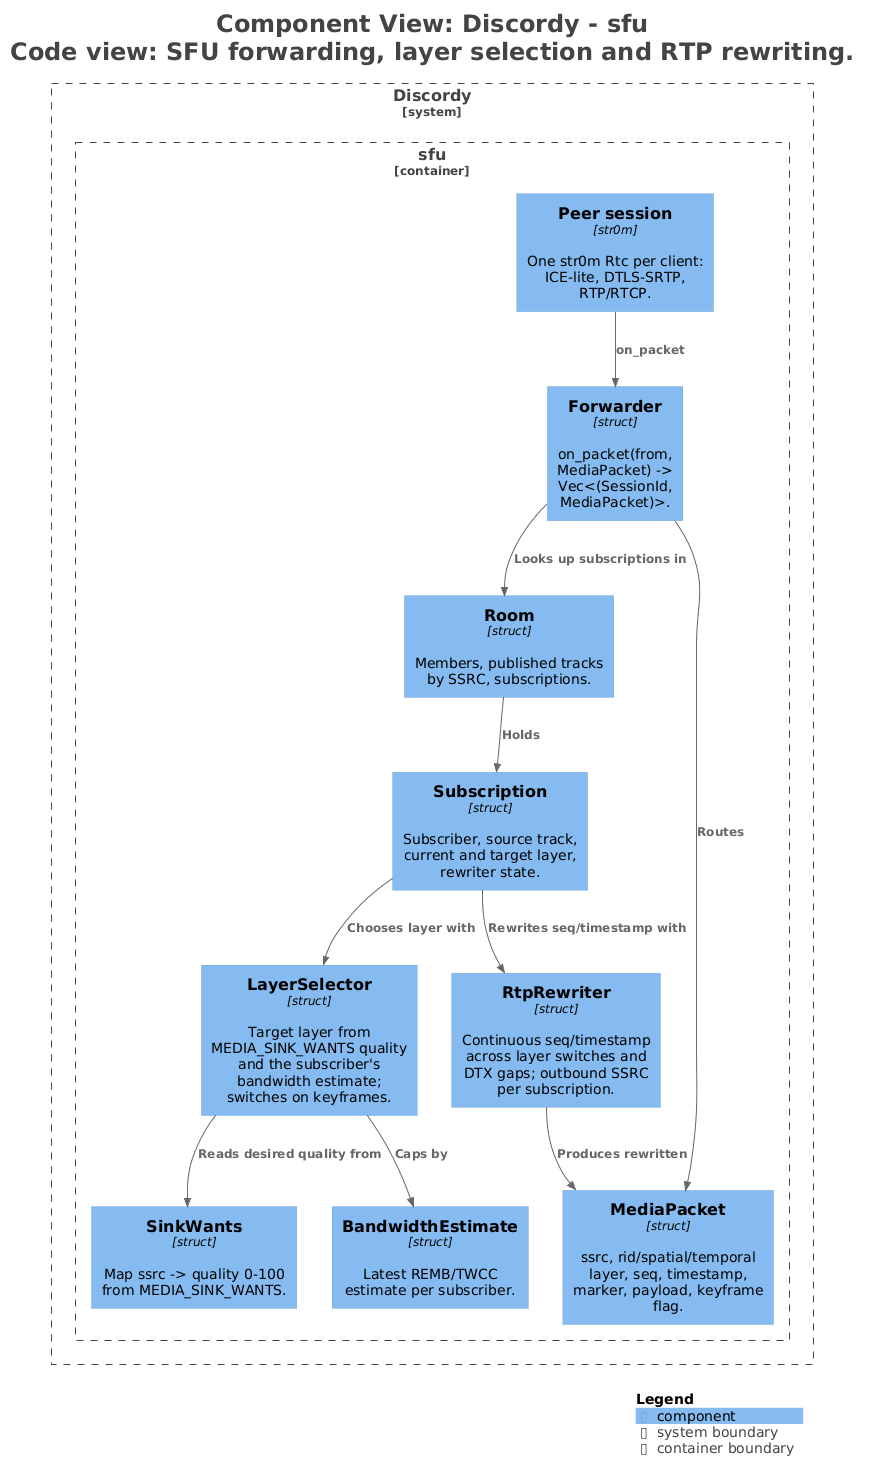 Component View: Discordy - sfu
Code view: SFU forwarding, layer selection and RTP rewriting.
Discordy
[system]
sfu
[container]
Peer session
[str0m]
One str0m Rtc per client:
ICE-lite, DTLS-SRTP,
RTP/RTCP.
on_packet
Forwarder
[struct]
on_packet(from,
MediaPacket) ->
Vec<(SessionId,
MediaPacket)>.
Looks up subscriptions in
Room
[struct]
Members, published tracks
by SSRC, subscriptions.
Holds
Subscription
[struct]
Subscriber, source track,
current and target layer,
rewriter state.
Routes
Chooses layer with
Rewrites seq/timestamp with
LayerSelector
[struct]
Target layer from
MEDIA_SINK_WANTS quality
and the subscriber's
bandwidth estimate;
switches on keyframes.
RtpRewriter
[struct]
Continuous seq/timestamp
across layer switches and
DTX gaps; outbound SSRC
per subscription.
Reads desired quality from
Caps by
Produces rewritten
SinkWants
[struct]
Map ssrc -> quality 0-100
from MEDIA_SINK_WANTS.
BandwidthEstimate
[struct]
Latest REMB/TWCC
estimate per subscriber.
MediaPacket
[struct]
ssrc, rid/spatial/temporal
layer, seq, timestamp,
marker, payload, keyframe
flag.
Legend
component
system boundary
container boundary